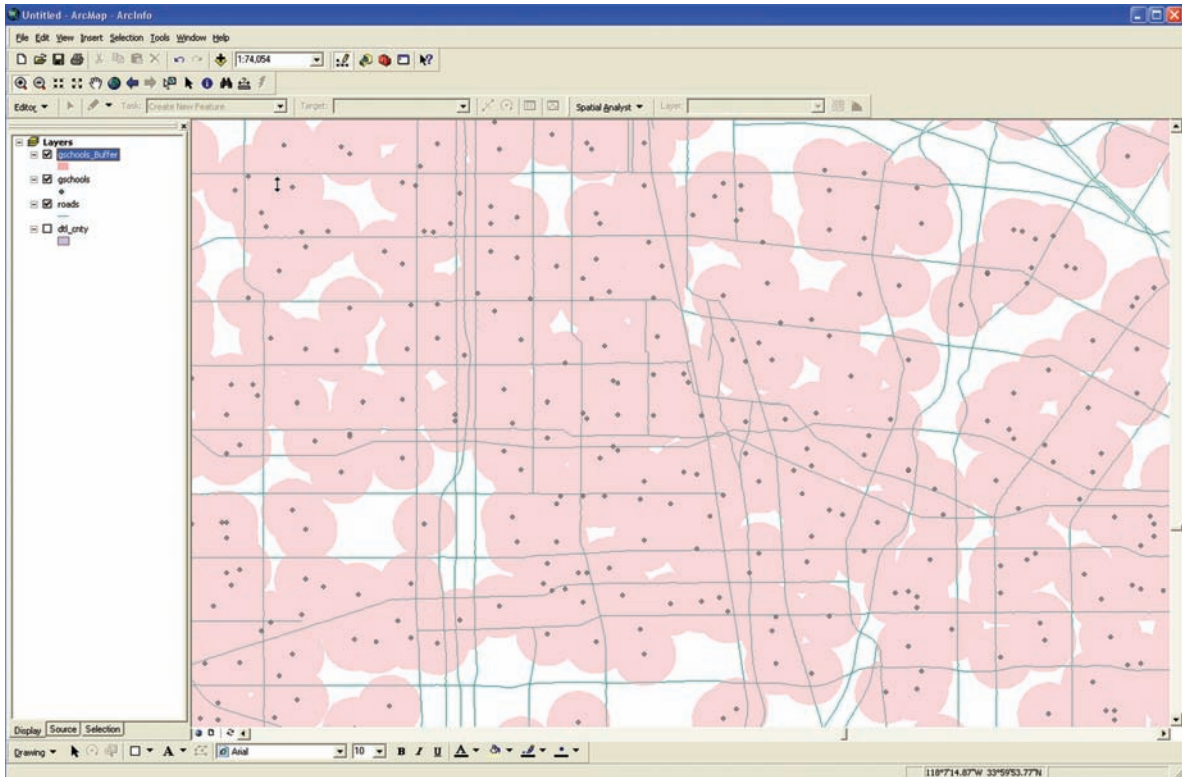 Untitled - ArcMap - ArcInfo
File Edit View Insert Selection Tools Window Help
1:74,054
Editor Task: Create New Feature Target: Spatial Analyst Layer:
Layers
gschools_Buffer
gschools
roads
dtl_cnty
Display Source Selection
Drawing A Arial 10 B I U A
118°7'14.87"W 33°59'53.77"N